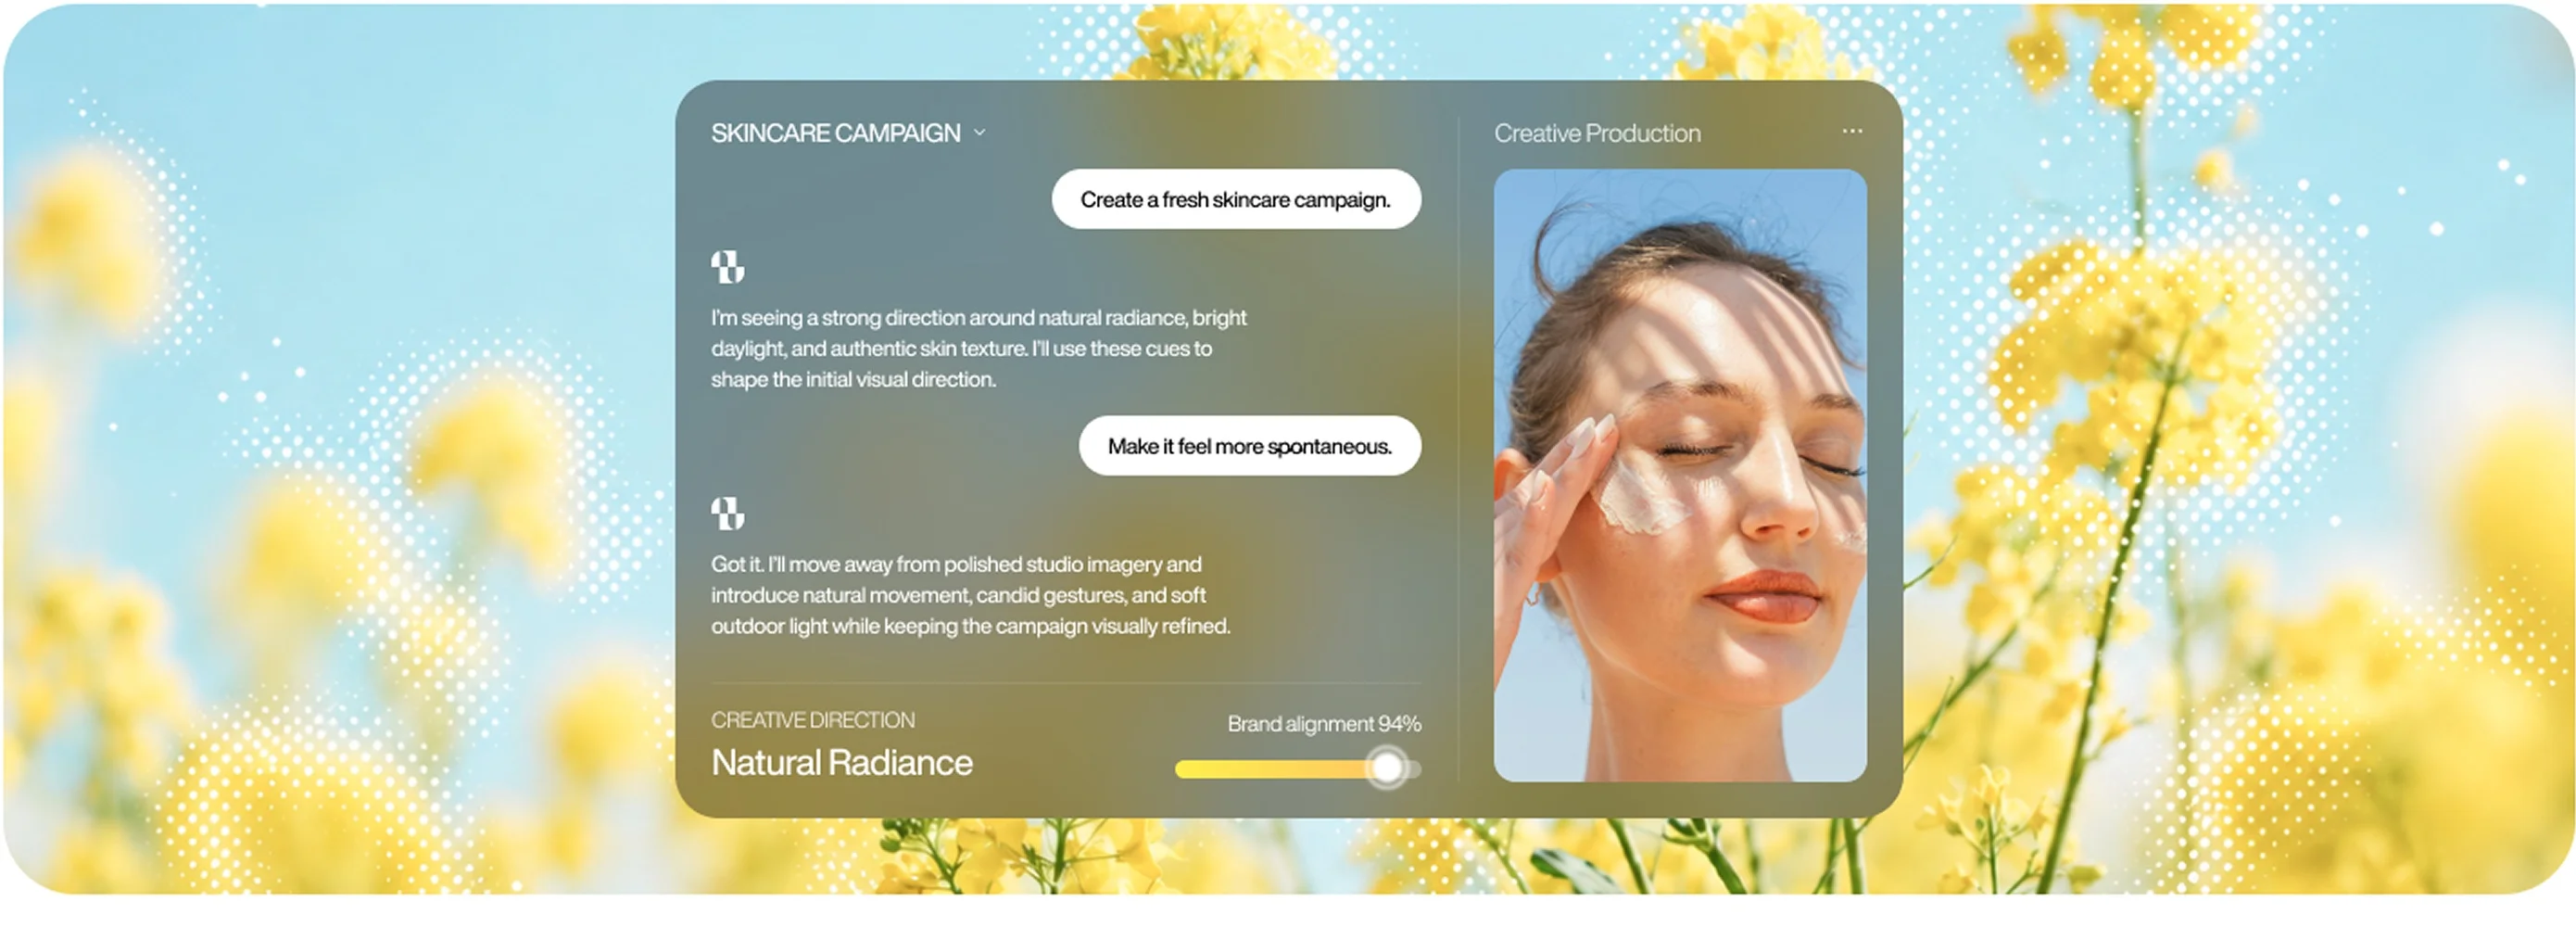 SKINCARE CAMPAIGN
Create a fresh skincare campaign.
I'm seeing a strong direction around natural radiance, bright
daylight, and authentic skin texture. I'll use these cues to
shape the initial visual direction.
Make it feel more spontaneous.
Got it. I'll move away from polished studio imagery and
introduce natural movement, candid gestures, and soft
outdoor light while keeping the campaign visually refined.
CREATIVE DIRECTION
Natural Radiance
Brand alignment 94%
Creative Production